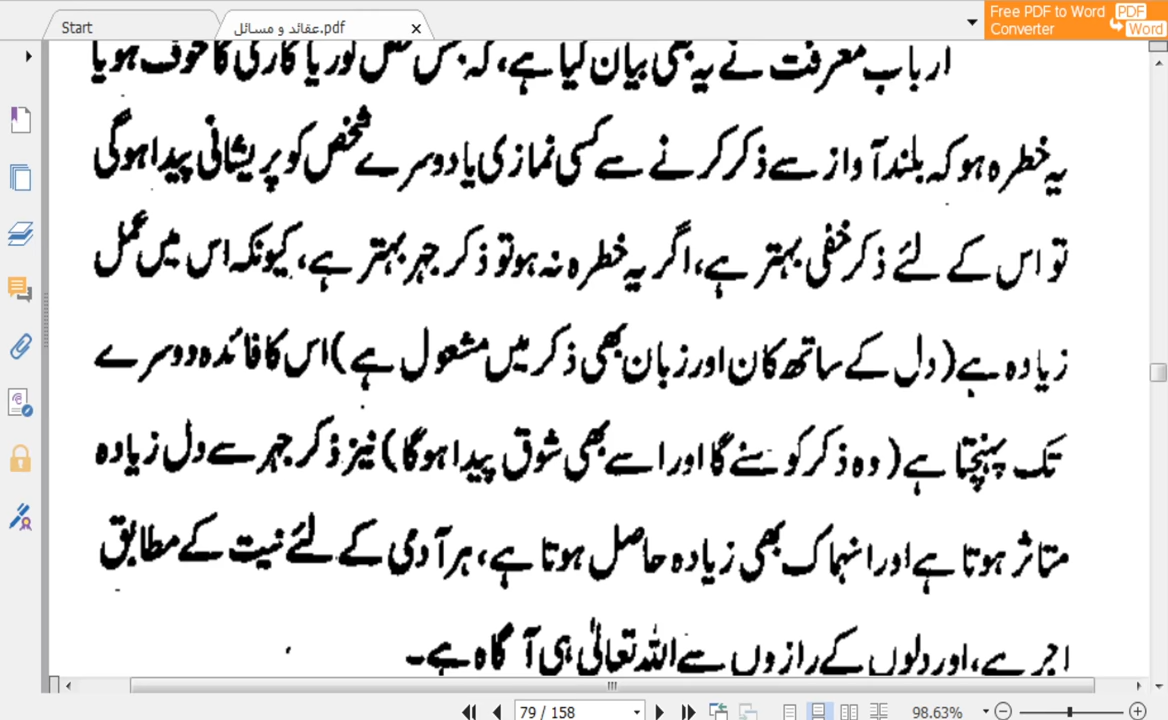 Start
عقائد و مسائل.pdf
Free PDF to Word Converter
PDF Word
ارباب معرفت نے یہ بھی بیان کیا ہے، کہ جس شخص کو ریا کاری کا خوف ہو یا
یہ خطرہ ہو کہ بلند آواز سے ذکر کرنے سے کسی نمازی یا دوسرے شخص کو پریشانی پیدا ہوگی
تو اس کے لئے ذکر خفی بہتر ہے، اگر یہ خطرہ نہ ہو تو ذکر جہر بہتر ہے، کیونکہ اس میں عمل
زیادہ ہے (دل کے ساتھ کان اور زبان بھی ذکر میں مشعول ہے) اس کا فائدہ دوسرے
تک پہنچتا ہے (وہ ذکر کو سنے گا اور اسے بھی شوق پیدا ہوگا) نیز ذکر جہر سے دل زیادہ
متاثر ہوتا ہے اور انہماک بھی زیادہ حاصل ہوتا ہے، ہر آدمی کے لئے نیت کے مطابق
اجر ہے، اور دلوں کے رازوں سے اللہ تعالیٰ ہی آگاہ ہے۔
79 / 158
98.63%